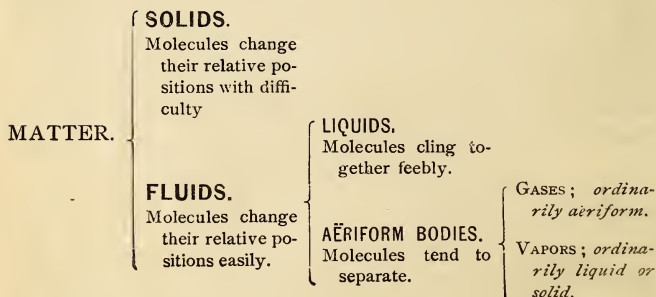 SOLIDS.
Molecules change
their relative po-
sitions with diffi-
culty
MATTER.
FLUIDS.
Molecules change
their relative po-
sitions easily.
LIQUIDS.
Molecules cling to-
gether feebly.
AËRIFORM BODIES.
Molecules tend to
separate.
GASES; ordina-
rily aëriform.
VAPORS; ordina-
rily liquid or
solid.